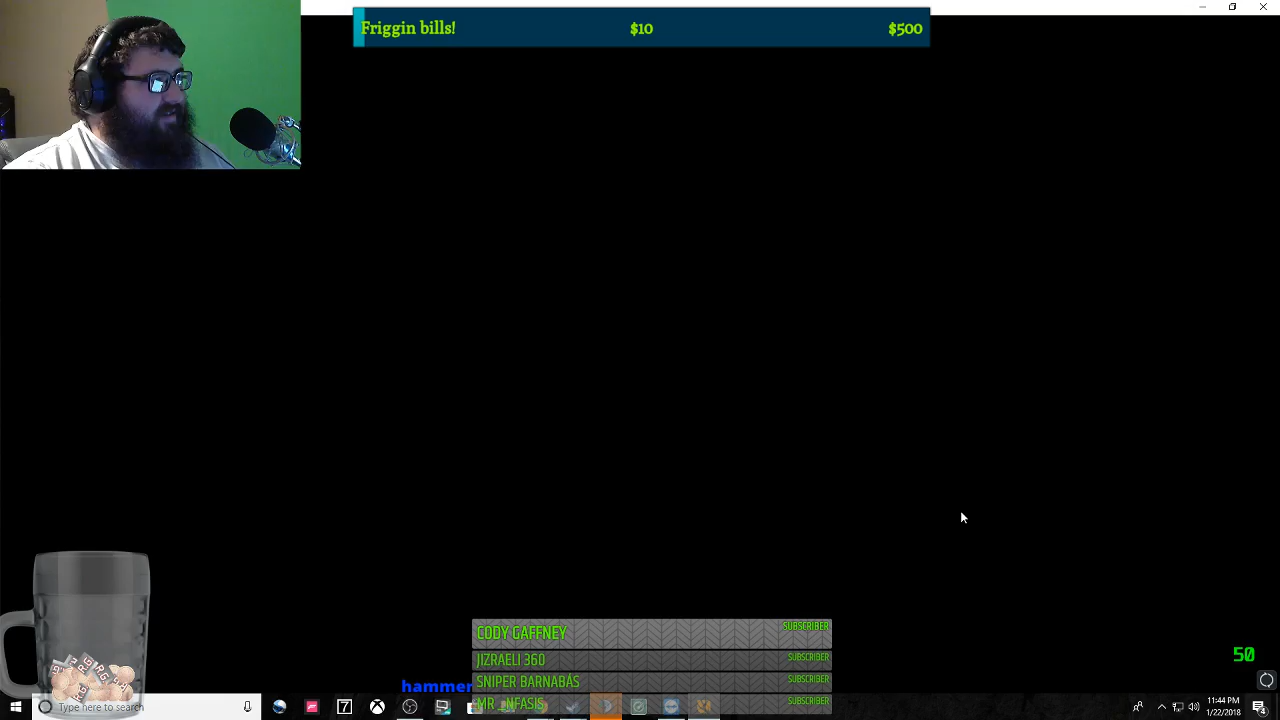 Friggin bills! $10 $500
CODY GAFFNEY SUBSCRIBER
JIZRAELI 360 SUBSCRIBER
SNIPER BARNABÁS SUBSCRIBER
MR_NFASIS SUBSCRIBER
hammer
50
Type here to search
11:44 PM
1/22/2018